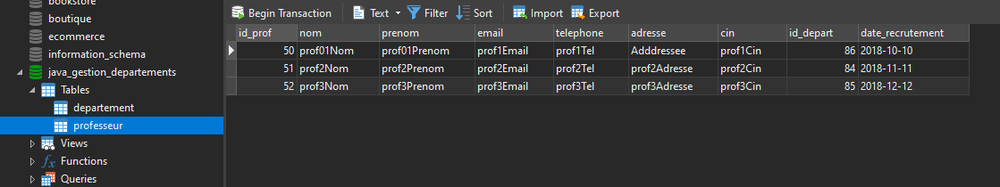 bookstore
boutique
ecommerce
information_schema
java_gestion_departements
Tables
departement
professeur
Views
Functions
fx
Queries
Begin Transaction Text Filter Sort Import Export
id_prof nom prenom email telephone adresse cin id_depart date_recrutement
50 prof01Nom prof01Prenom prof1Email prof1Tel Adddressee prof1Cin 86 2018-10-10
51 prof2Nom prof2Prenom prof2Email prof2Tel prof2Adresse prof2Cin 84 2018-11-11
52 prof3Nom prof3Prenom prof3Email prof3Tel prof3Adresse prof3Cin 85 2018-12-12